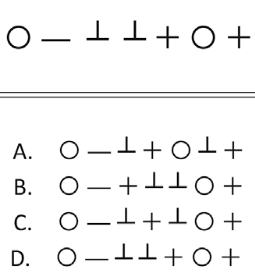 ○ — ⊥ ⊥ + ○ +
A. ○ — ⊥ + ○ ⊥ +
B. ○ — + ⊥ ⊥ ○ +
C. ○ — ⊥ + ⊥ ○ +
D. ○ — ⊥ ⊥ + ○ +